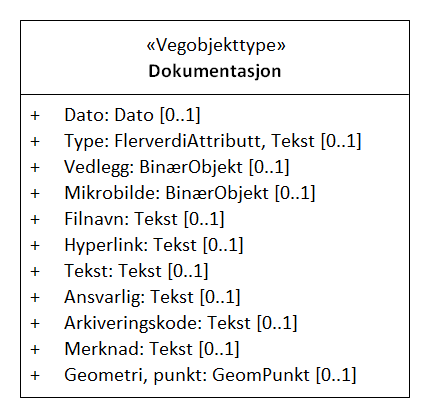 «Vegobjekttype»
Dokumentasjon
+ Dato: Dato [0..1]
+ Type: FlerverdiAttributt, Tekst [0..1]
+ Vedlegg: BinærObjekt [0..1]
+ Mikrobilde: BinærObjekt [0..1]
+ Filnavn: Tekst [0..1]
+ Hyperlink: Tekst [0..1]
+ Tekst: Tekst [0..1]
+ Ansvarlig: Tekst [0..1]
+ Arkiveringskode: Tekst [0..1]
+ Merknad: Tekst [0..1]
+ Geometri, punkt: GeomPunkt [0..1]